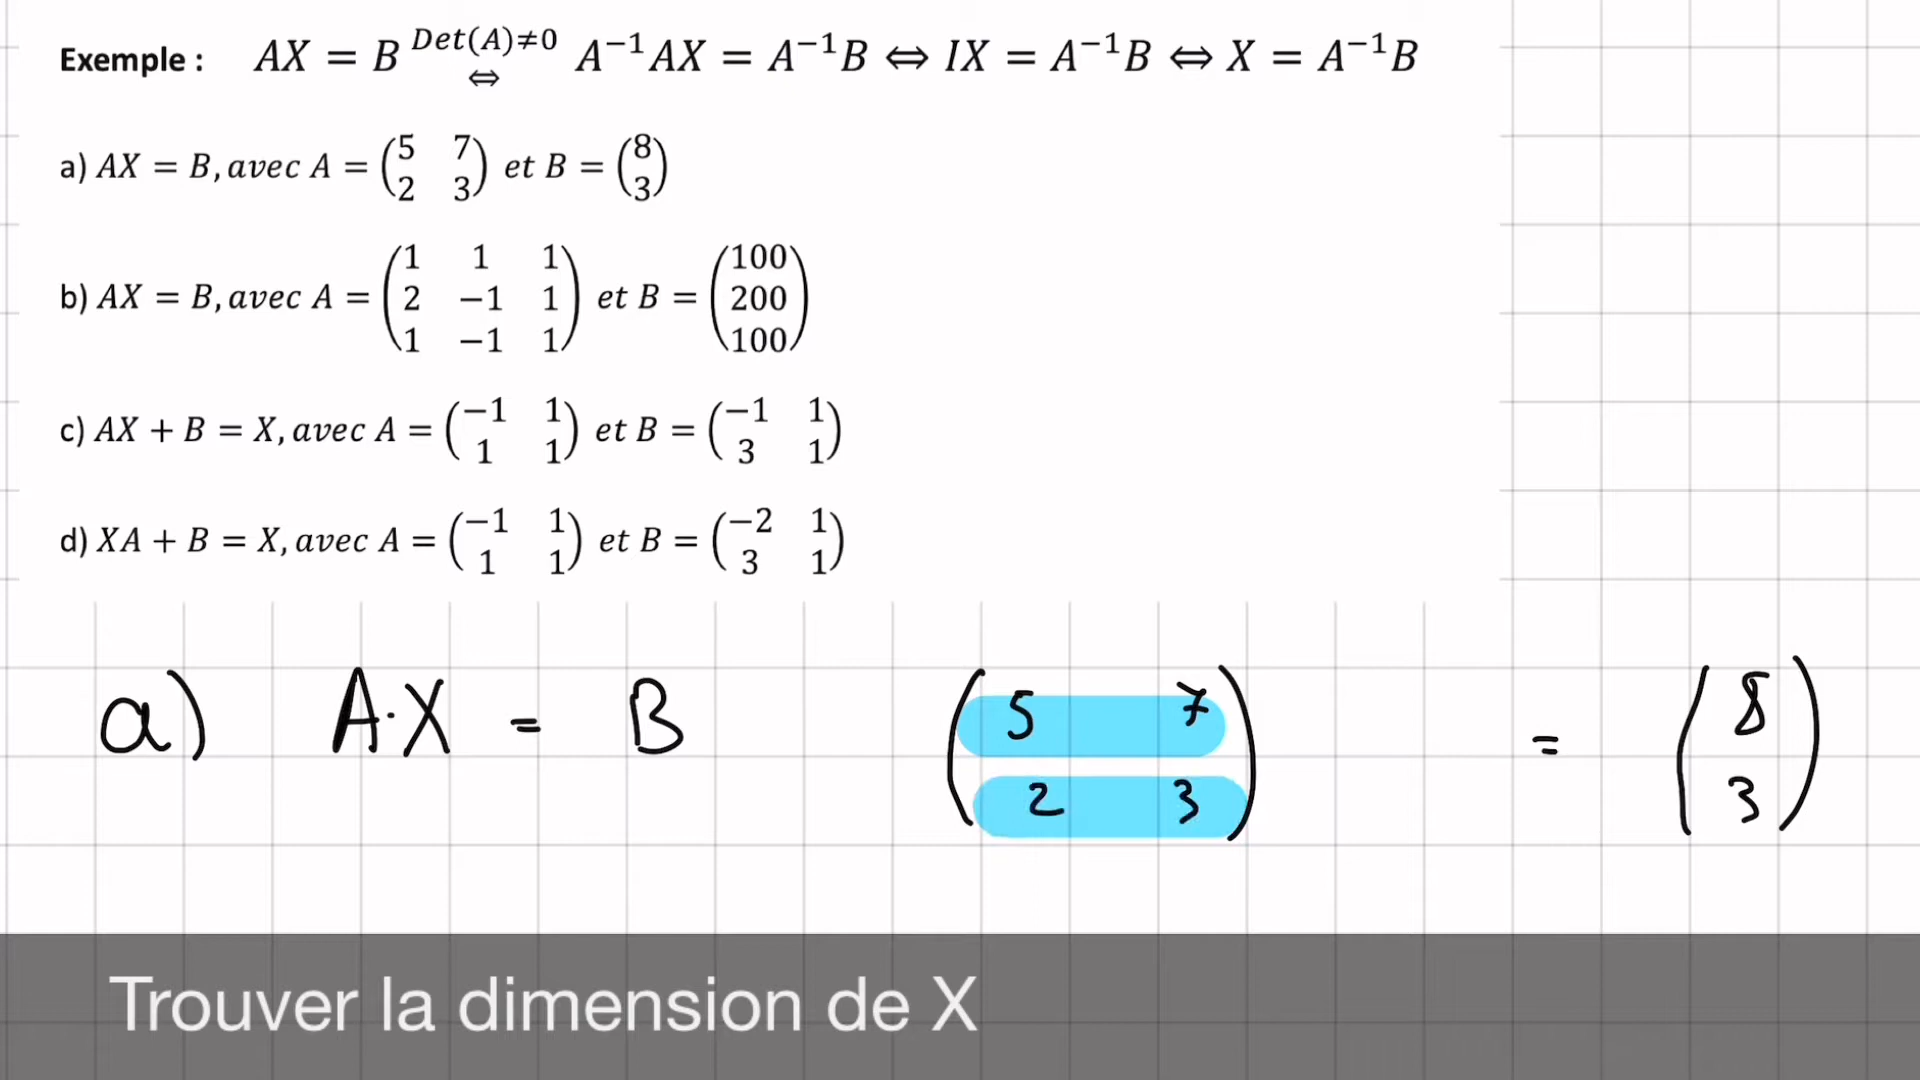 Exemple : AX = B Det(A)≠0 ⇔ A⁻¹AX = A⁻¹B ⇔ IX = A⁻¹B ⇔ X = A⁻¹B
a) AX = B, avec A = (5 7
2 3) et B = (8
3)
b) AX = B, avec A = (1 1 1
2 −1 1
1 −1 1) et B = (100
200
100)
c) AX + B = X, avec A = (−1 1
1 1) et B = (−1 1
3 1)
d) XA + B = X, avec A = (−1 1
1 1) et B = (−2 1
3 1)
a) A·X = B (5 7
2 3) = (8
3)
Trouver la dimension de X